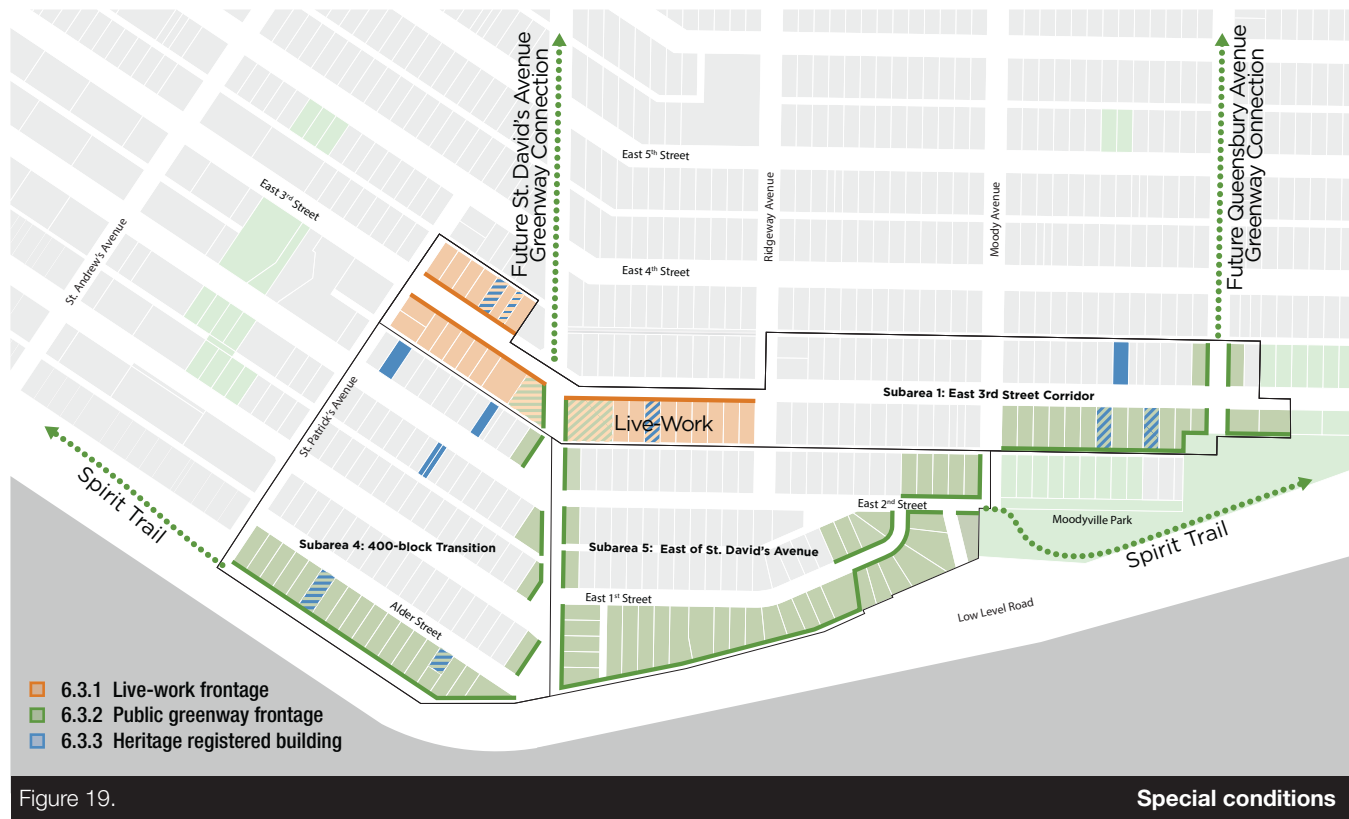 Future St. David's Avenue
Greenway Connection
Future Queensbury Avenue
Greenway Connection
East 5th Street
East 3rd Street
Ridgeway Avenue
Moody Avenue
St. Andrew's Avenue
East 4th Street
Subarea 1: East 3rd Street Corridor
Live-Work
St. Patrick's Avenue
Spirit Trail
East 2nd Street
Moodyville Park
Spirit Trail
Subarea 4: 400-block Transition
Subarea 5: East of St. David's Avenue
East 1st Street
Alder Street
Low Level Road
6.3.1 Live-work frontage
6.3.2 Public greenway frontage
6.3.3 Heritage registered building
Figure 19.
Special conditions